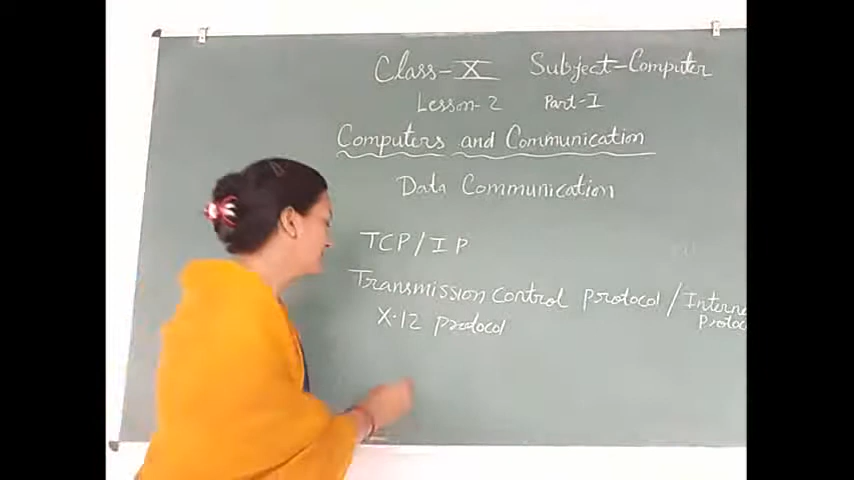 Class-X Subject-Computer
Lesson-2 Part-I
Computers and Communication
Data Communication
TCP/IP
Transmission control protocol/Interne
protoc
X.12 protocol